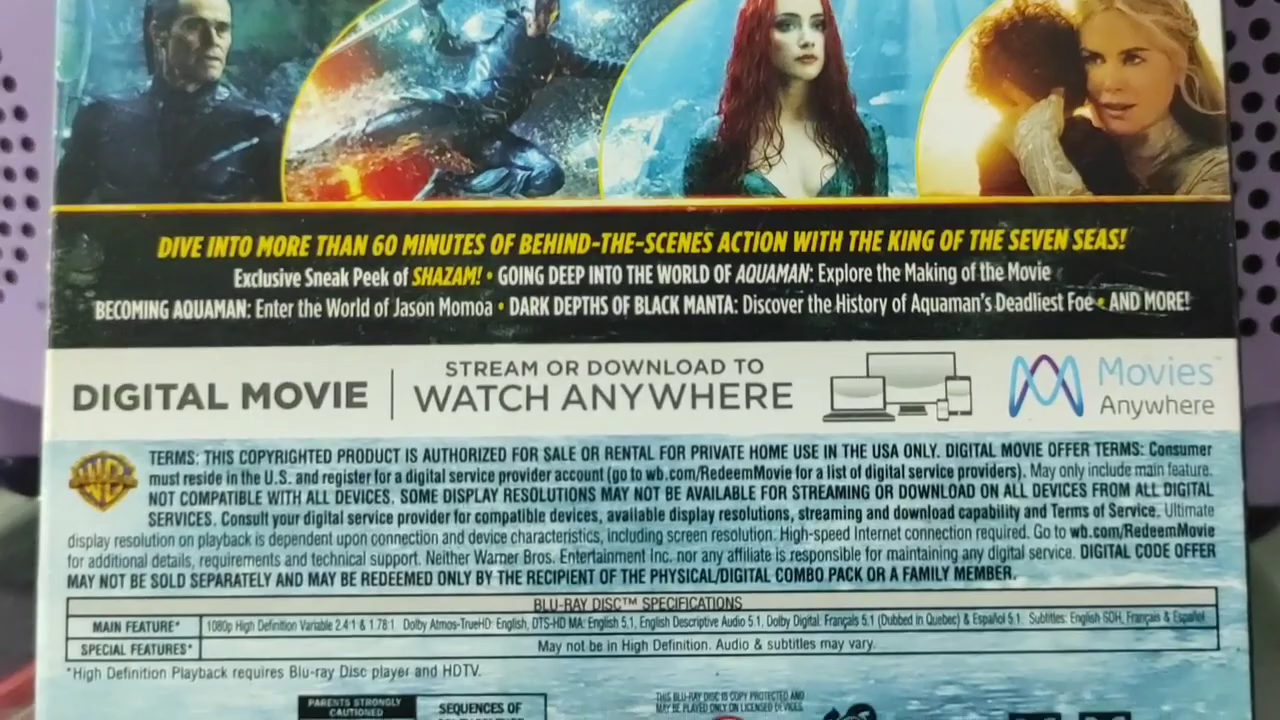 DIVE INTO MORE THAN 60 MINUTES OF BEHIND-THE-SCENES ACTION WITH THE KING OF THE SEVEN SEAS!
Exclusive Sneak Peek of SHAZAM! • GOING DEEP INTO THE WORLD OF AQUAMAN: Explore the Making of the Movie
BECOMING AQUAMAN: Enter the World of Jason Momoa • DARK DEPTHS OF BLACK MANTA: Discover the History of Aquaman's Deadliest Foe • AND MORE!
DIGITAL MOVIE
STREAM OR DOWNLOAD TO
WATCH ANYWHERE
Movies™
Anywhere
WB
TERMS: THIS COPYRIGHTED PRODUCT IS AUTHORIZED FOR SALE OR RENTAL FOR PRIVATE HOME USE IN THE USA ONLY. DIGITAL MOVIE OFFER TERMS: Consumer
must reside in the U.S. and register for a digital service provider account (go to wb.com/RedeemMovie for a list of digital service providers). May only include main feature.
NOT COMPATIBLE WITH ALL DEVICES. SOME DISPLAY RESOLUTIONS MAY NOT BE AVAILABLE FOR STREAMING OR DOWNLOAD ON ALL DEVICES FROM ALL DIGITAL
SERVICES. Consult your digital service provider for compatible devices, available display resolutions, streaming and download capability and Terms of Service. Ultimate
display resolution on playback is dependent upon connection and device characteristics, including screen resolution. High-speed Internet connection required. Go to wb.com/RedeemMovie
for additional details, requirements and technical support. Neither Warner Bros. Entertainment Inc. nor any affiliate is responsible for maintaining any digital service. DIGITAL CODE OFFER
MAY NOT BE SOLD SEPARATELY AND MAY BE REDEEMED ONLY BY THE RECIPIENT OF THE PHYSICAL/DIGITAL COMBO PACK OR A FAMILY MEMBER.
BLU-RAY DISC™ SPECIFICATIONS
MAIN FEATURE* 1080p High Definition Variable 2.4:1 & 1.78:1 Dolby Atmos-TrueHD: English, DTS-HD MA: English 5.1, English Descriptive Audio 5.1, Dolby Digital: Français 5.1 (Dubbed in Quebec) & Español 5.1 Subtitles: English SDH, Français & Español
SPECIAL FEATURES* May not be in High Definition. Audio & subtitles may vary.
*High Definition Playback requires Blu-ray Disc player and HDTV.
PARENTS STRONGLY CAUTIONED
SEQUENCES OF
THIS BLU-RAY DISC IS COPY PROTECTED AND
MAY BE PLAYED ONLY ON LICENSED DEVICES